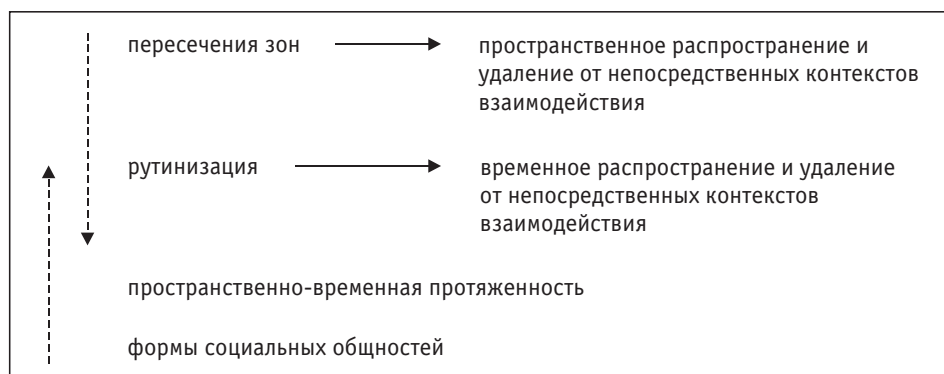 пересечения зон
пространственное распространение и
удаление от непосредственных контекстов
взаимодействия
рутинизация
временное распространение и удаление
от непосредственных контекстов
взаимодействия
пространственно-временная протяженность
формы социальных общностей